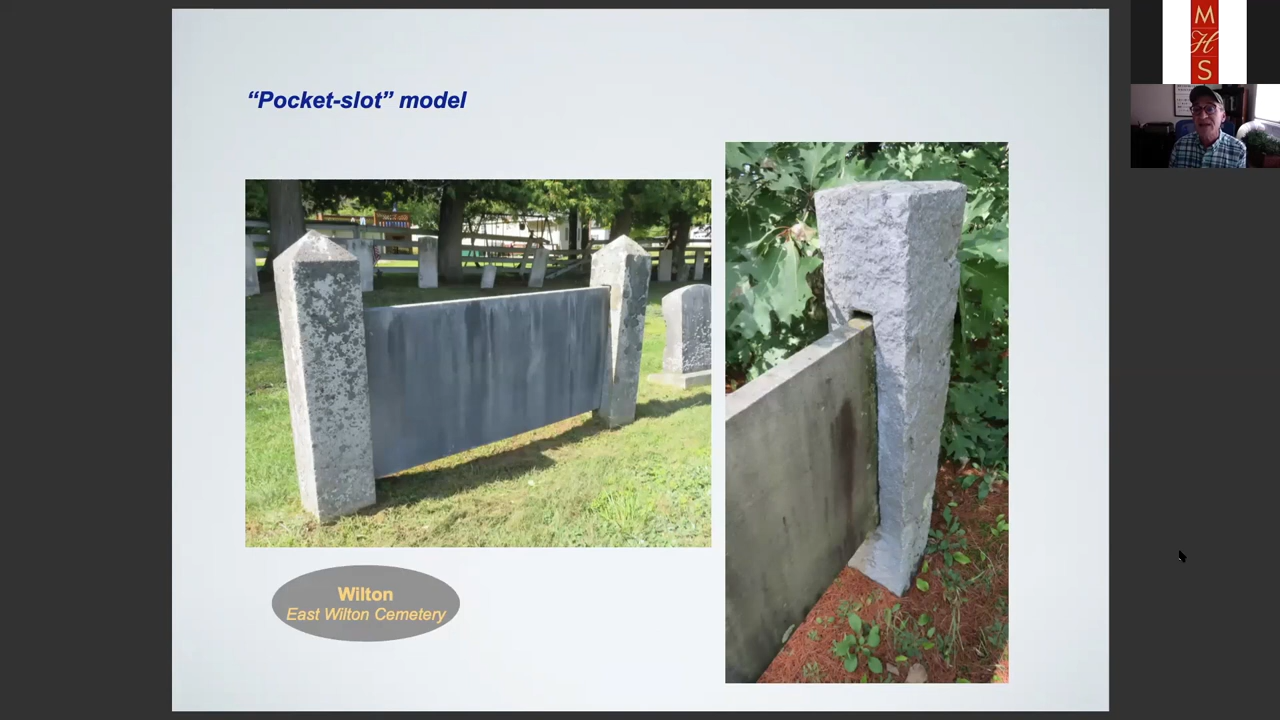 “Pocket-slot” model
Wilton
East Wilton Cemetery
M
H
S